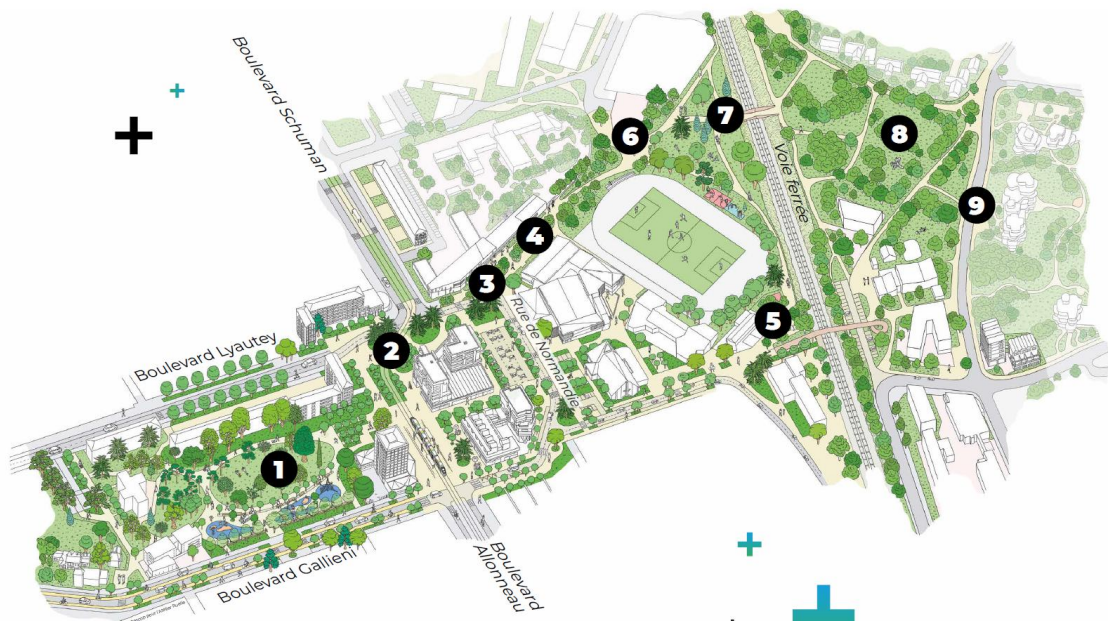 Boulevard Schuman
6
7
8
Voie ferrée
9
4
3
Rue de Normandie
5
2
Boulevard Lyautey
1
Boulevard Gallieni
Boulevard
Allonneau